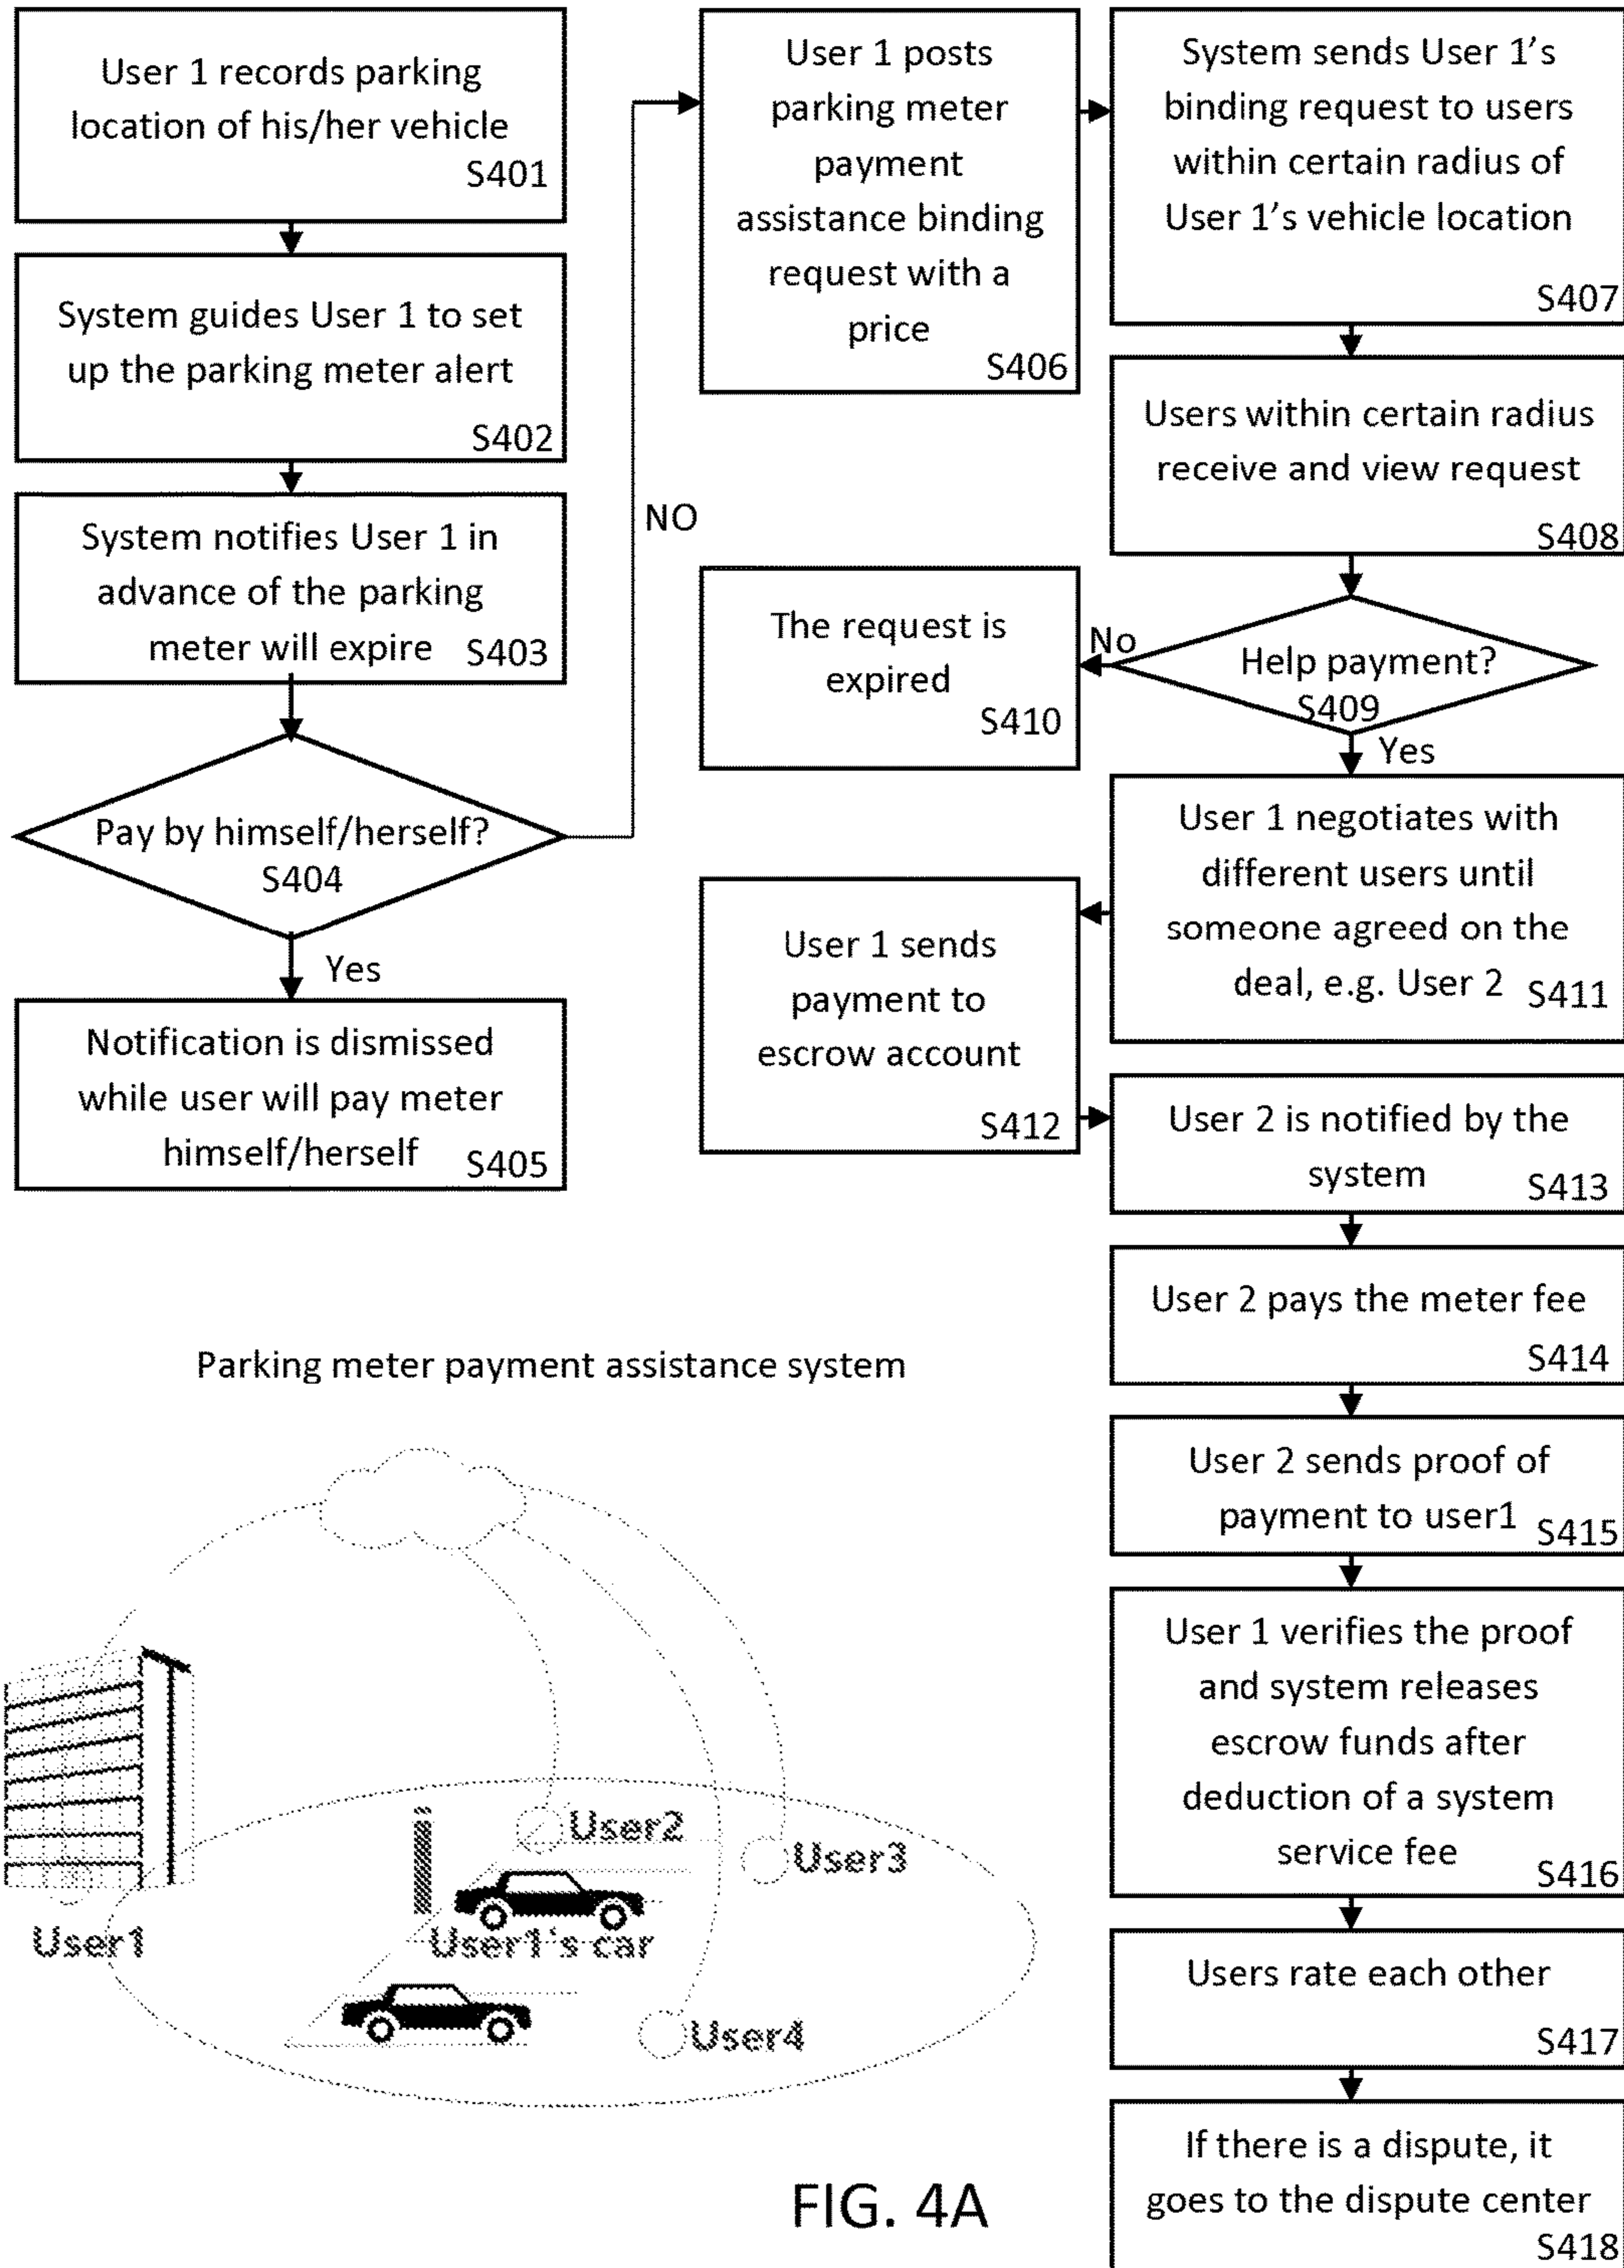 User 1 records parking
location of his/her vehicle
S401
System guides User 1 to set
up the parking meter alert
S402
System notifies User 1 in
advance of the parking
meter will expire S403
Pay by himself/herself?
S404
Yes
Notification is dismissed
while user will pay meter
himself/herself S405
NO
User 1 posts
parking meter
payment
assistance binding
request with a
price
S406
System sends User 1’s
binding request to users
within certain radius of
User 1’s vehicle location
S407
Users within certain radius
receive and view request
S408
Help payment?
S409
No
The request is
expired
S410
Yes
User 1 negotiates with
different users until
someone agreed on the
deal, e.g. User 2 S411
User 1 sends
payment to
escrow account
S412
User 2 is notified by the
system
S413
User 2 pays the meter fee
S414
User 2 sends proof of
payment to user1 S415
User 1 verifies the proof
and system releases
escrow funds after
deduction of a system
service fee
S416
Users rate each other
S417
If there is a dispute, it
goes to the dispute center
S418
Parking meter payment assistance system
User2
User3
User1
User1's car
User4
FIG. 4A